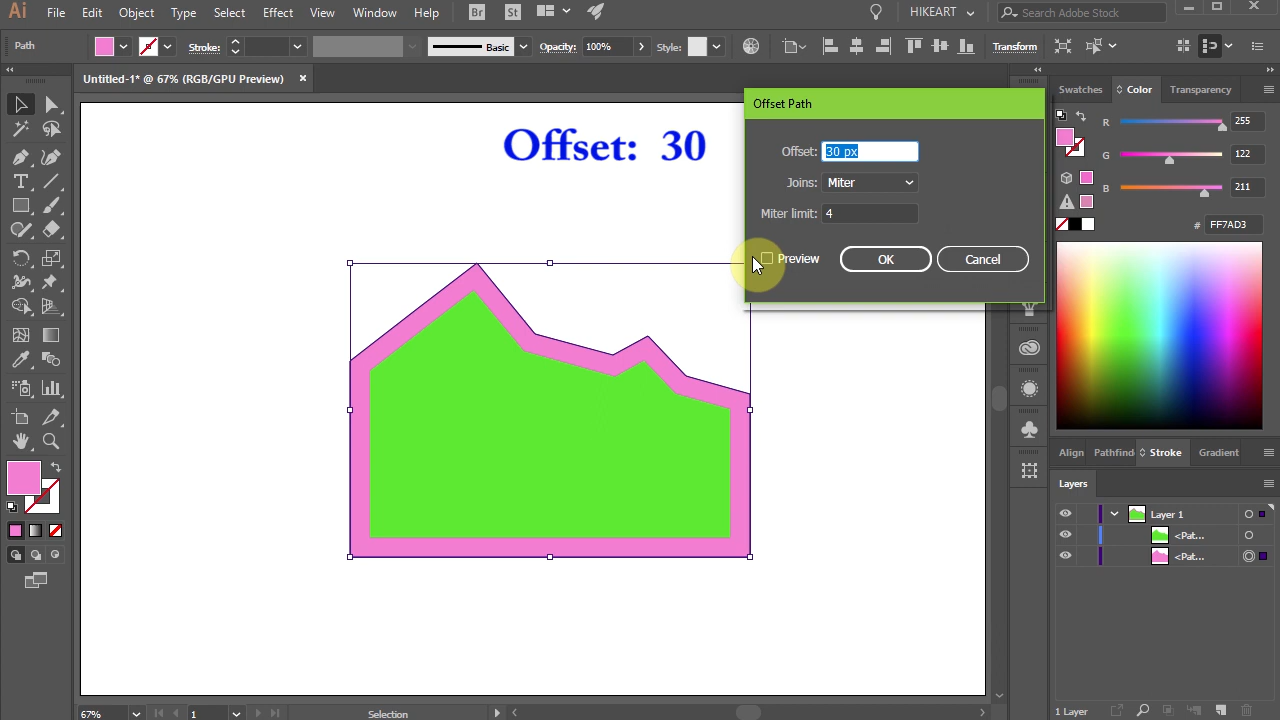 Ai File Edit Object Type Select Effect View Window Help Br St HIKEART Search Adobe Stock
Path Stroke: Basic Opacity: 100% Style: Transform
Untitled-1* @ 67% (RGB/GPU Preview)
Offset: 30
Offset Path
Offset: 30 px
Joins: Miter
Miter limit: 4
Preview OK Cancel
Swatches Color Transparency
R 255
G 122
B 211
# FF7AD3
Align Pathfind Stroke Gradient
Layers
Layer 1
<Pat...
<Pat...
67% 1 Selection
1 Layer